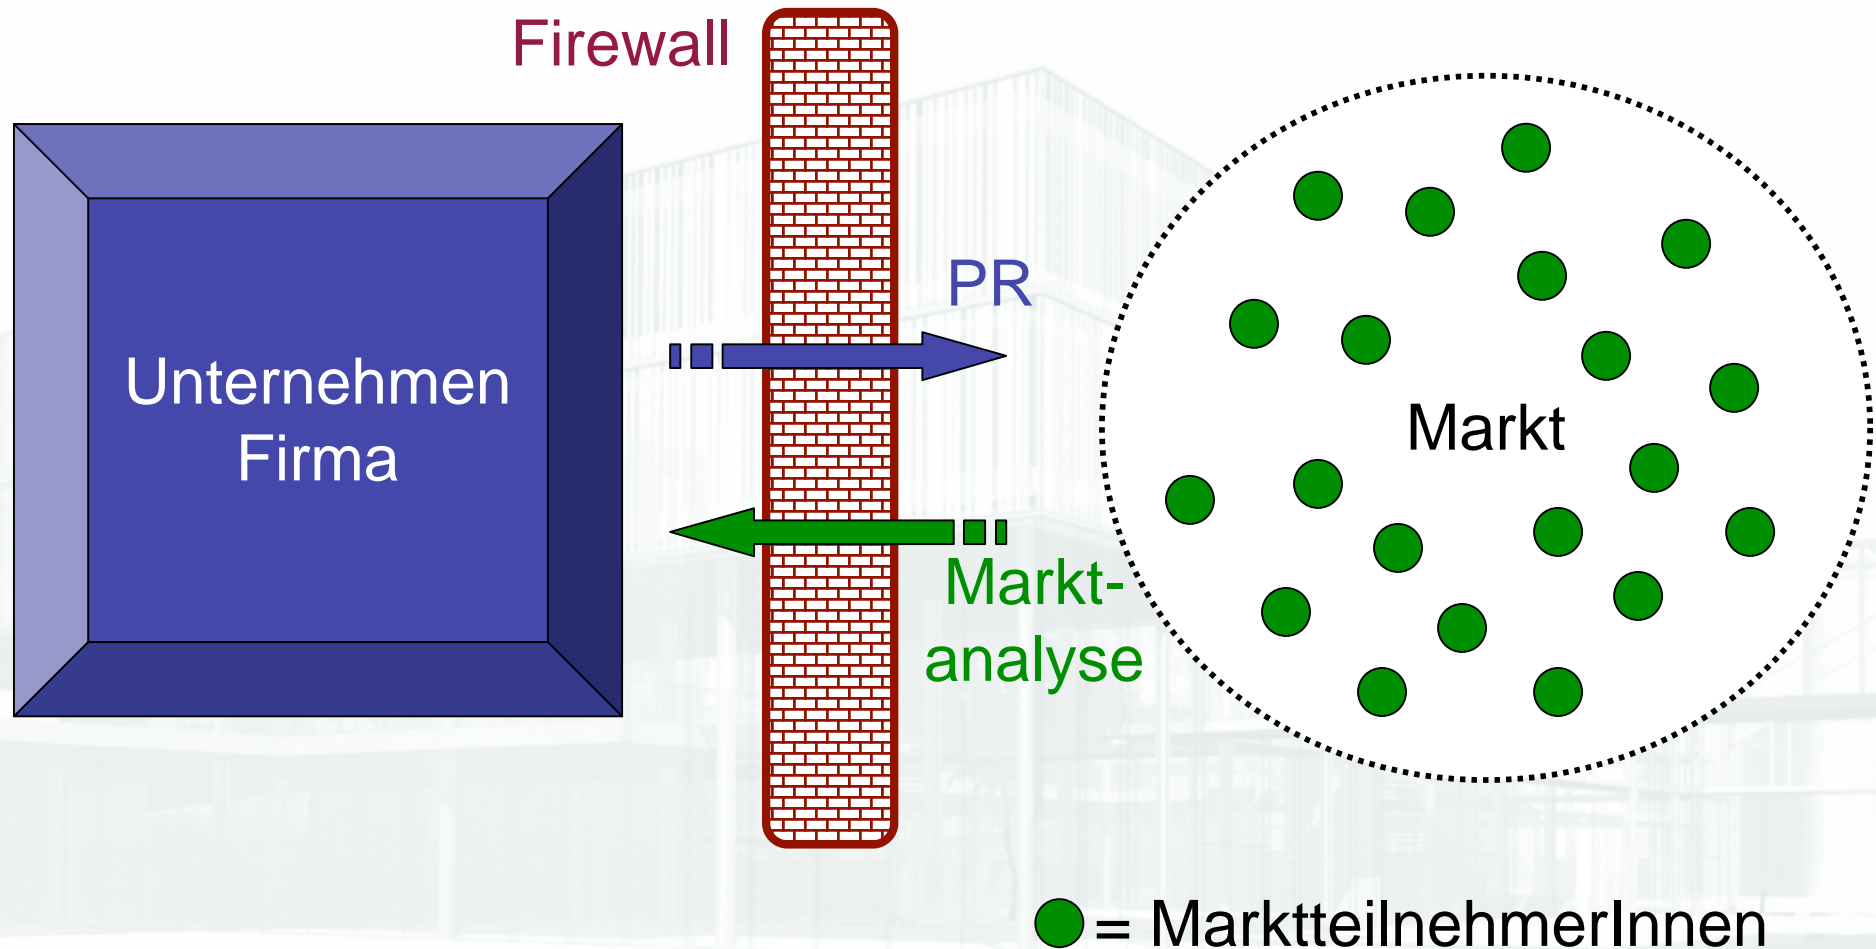 Firewall
PR
Unternehmen
Firma
Markt
Markt-
analyse
= MarktteilnehmerInnen